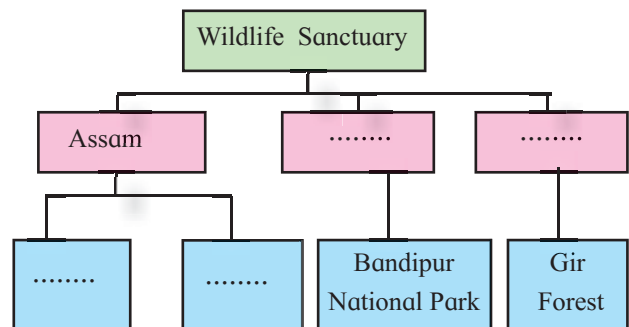 Wildlife Sanctuary
Assam
........
........
........
........
Bandipur
National Park
Gir
Forest